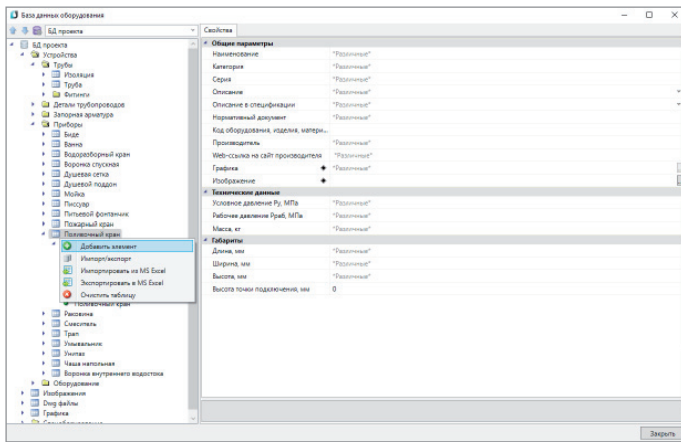 База данных оборудования
БД проекта
БД проекта
Устройства
Трубы
Изоляция
Труба
Фитинги
Детали трубопроводов
Запорная арматура
Приборы
Биде
Ванна
Водоразборный кран
Воронка спускная
Душевая сетка
Душевой поддон
Мойка
Писсуар
Питьевой фонтанчик
Пожарный кран
Поливочный кран
Добавить элемент
Импорт/экспорт
Импортировать из MS Excel
Экспортировать в MS Excel
Очистить таблицу
Поливочный кран
Раковина
Смеситель
Трап
Умывальник
Унитаз
Чаша напольная
Воронка внутреннего водостока
Оборудование
Изображения
Dwg файлы
Графика
Свойства
Общие параметры
Наименование *Различные*
Категория *Различные*
Серия *Различные*
Описание *Различные*
Описание в спецификации *Различные*
Нормативный документ *Различные*
Код оборудования, изделия, матери...
Производитель *Различные*
Web-ссылка на сайт производителя *Различные*
Графика *Различные*
Изображение
Технические данные
Условное давление Ру, МПа *Различные*
Рабочее давление Рраб, МПа *Различные*
Масса, кг *Различные*
Габариты
Длина, мм *Различные*
Ширина, мм *Различные*
Высота, мм *Различные*
Высота точки подключения, мм 0
Закрыть